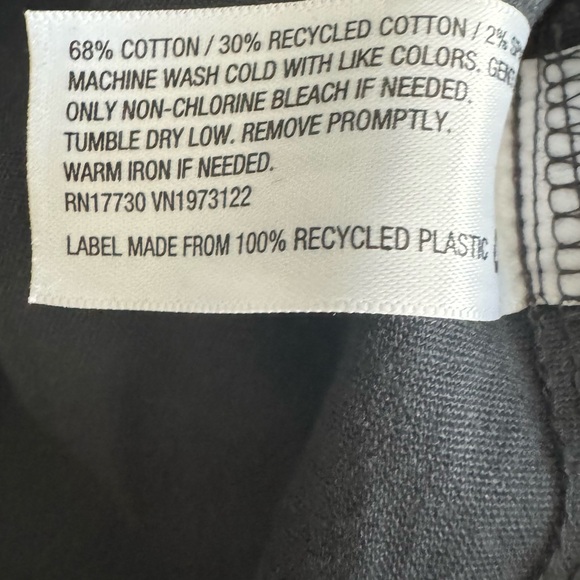 68% COTTON / 30% RECYCLED COTTON / 2%
MACHINE WASH COLD WITH LIKE COLORS.
ONLY NON-CHLORINE BLEACH IF NEEDED.
TUMBLE DRY LOW. REMOVE PROMPTLY.
WARM IRON IF NEEDED.
RN17730 VN1973122
LABEL MADE FROM 100% RECYCLED PLASTIC